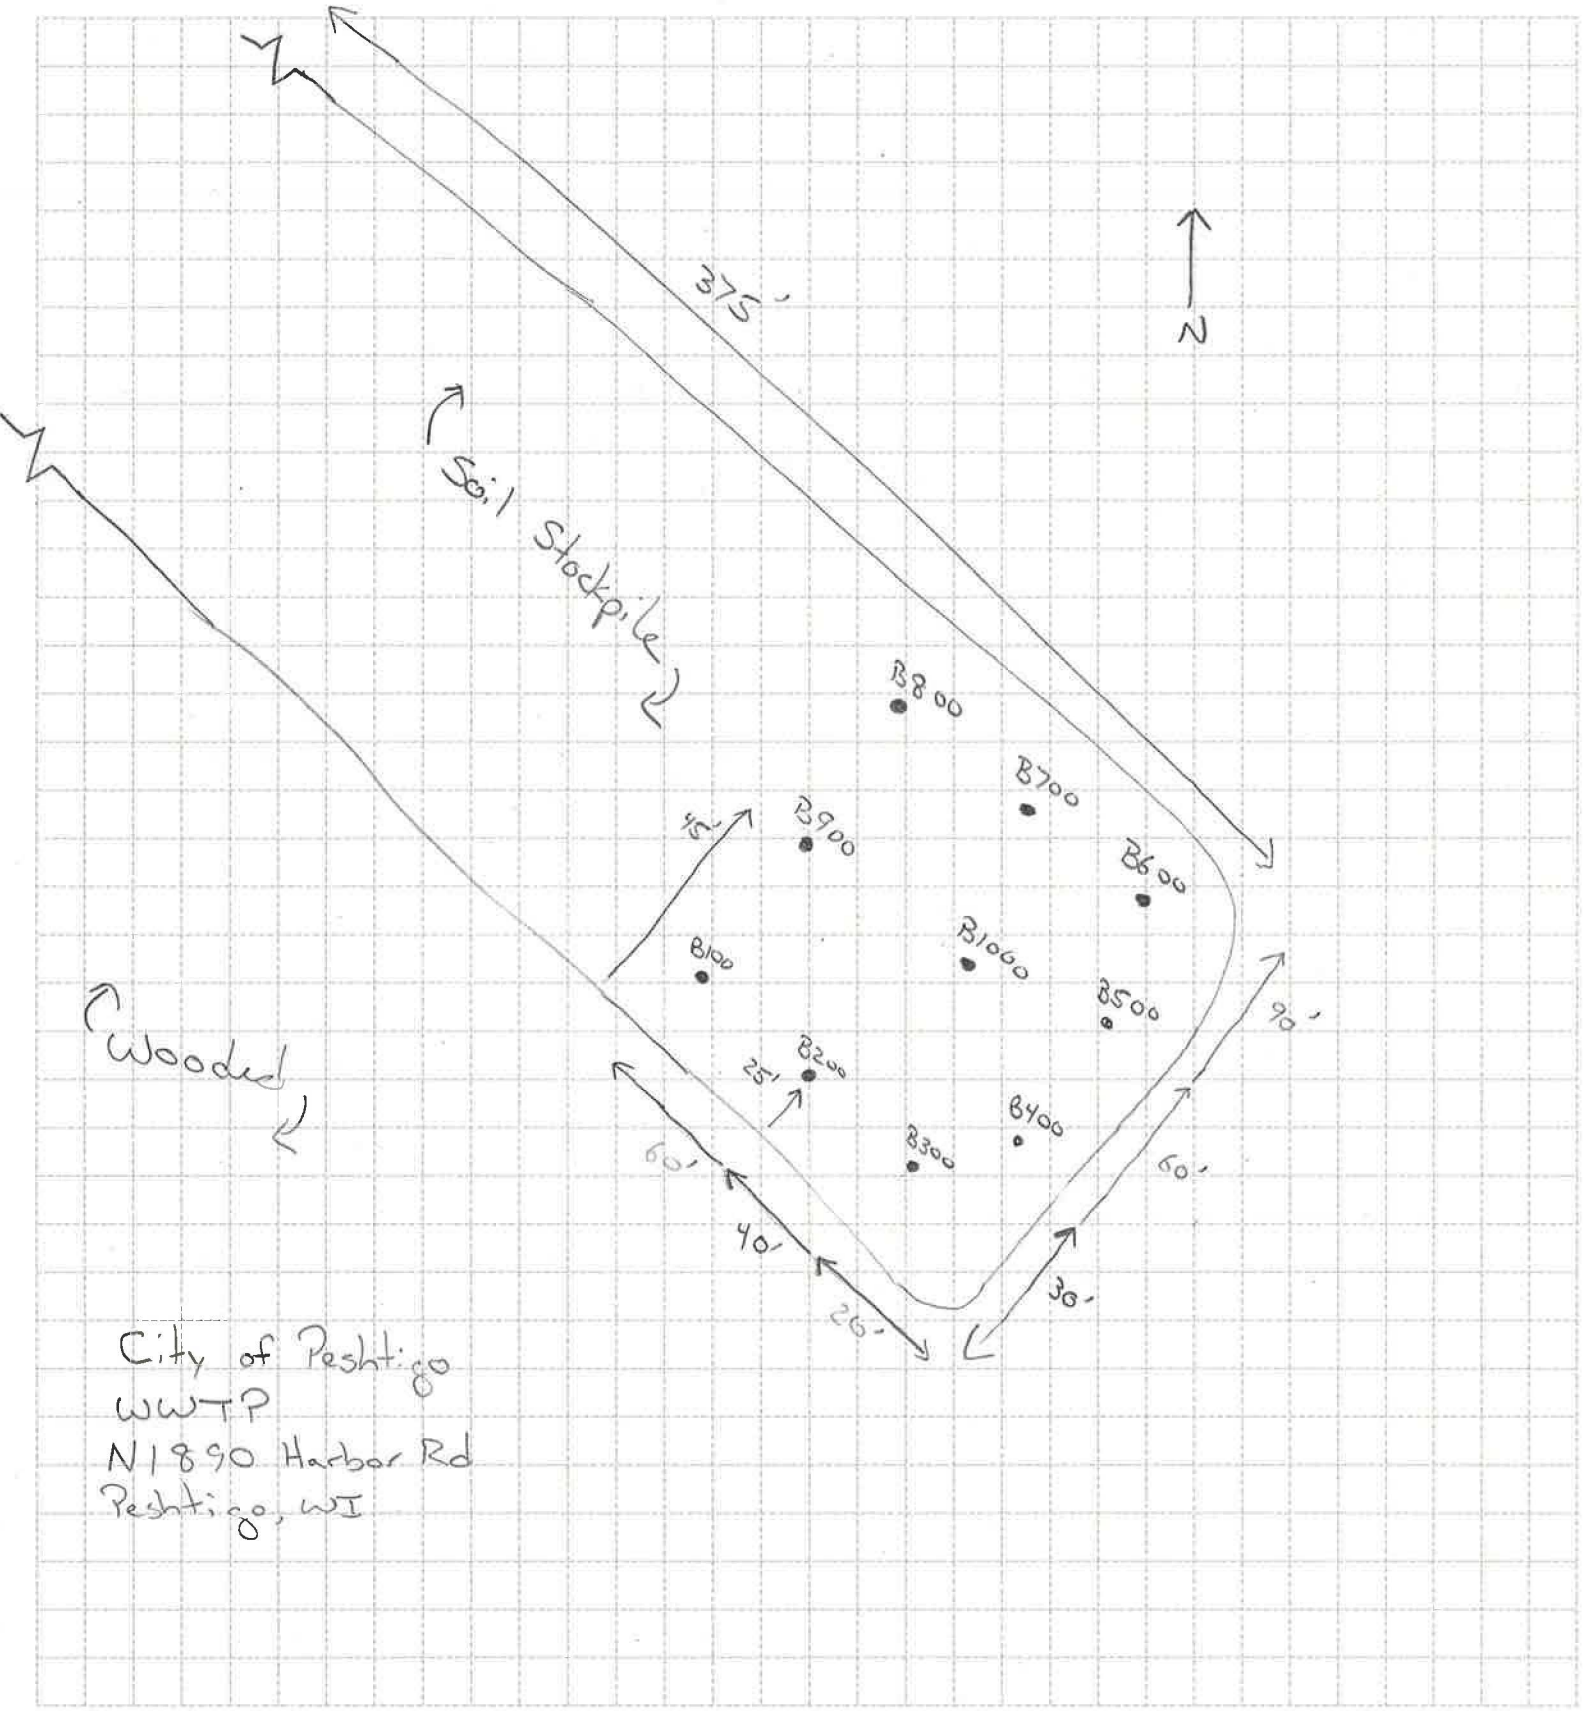 375'
N
Soil Stockpile
B800
B700
B900
45'
B600
B1000
B100
B500
90'
Wooded
B200
25'
B400
B300
60'
60'
40'
30'
20'
City of Peshtigo
WWTP
N1890 Harbor Rd
Peshtigo, WI